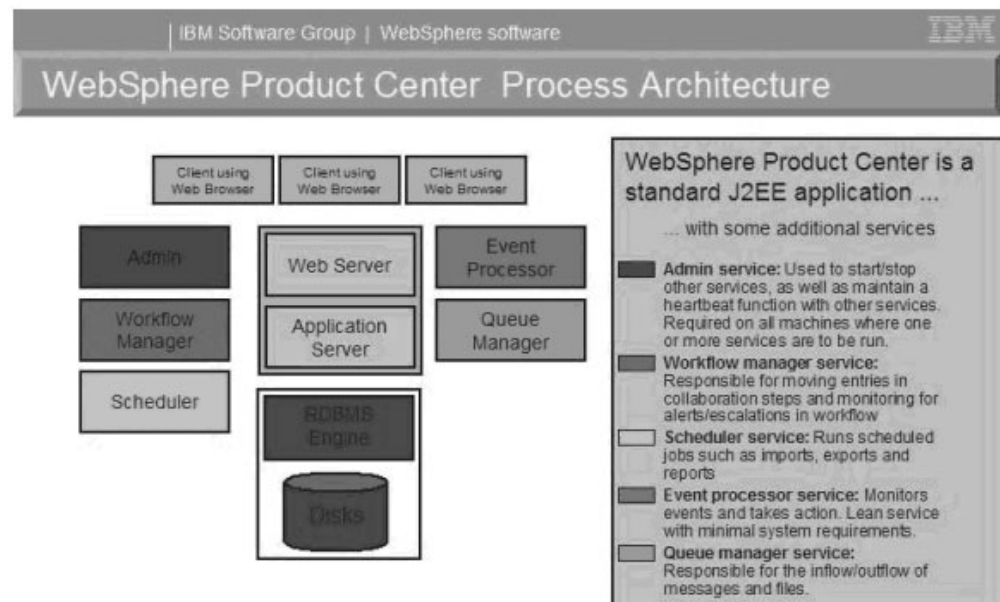 IBM Software Group | WebSphere software
IBM
WebSphere Product Center Process Architecture
Client using
Web Browser
Client using
Web Browser
Client using
Web Browser
Admin
Workflow
Manager
Scheduler
Web Server
Application
Server
RDBMS
Engine
Disks
Event
Processor
Queue
Manager
WebSphere Product Center is a
standard J2EE application ...
... with some additional services
Admin service: Used to start/stop
other services, as well as maintain a
heartbeat function with other services.
Required on all machines where one
or more services are to be run.
Workflow manager service:
Responsible for moving entries in
collaboration steps and monitoring for
alerts/escalations in workflow
Scheduler service: Runs scheduled
jobs such as imports, exports and
reports
Event processor service: Monitors
events and takes action. Lean service
with minimal system requirements.
Queue manager service:
Responsible for the inflow/outflow of
messages and files.